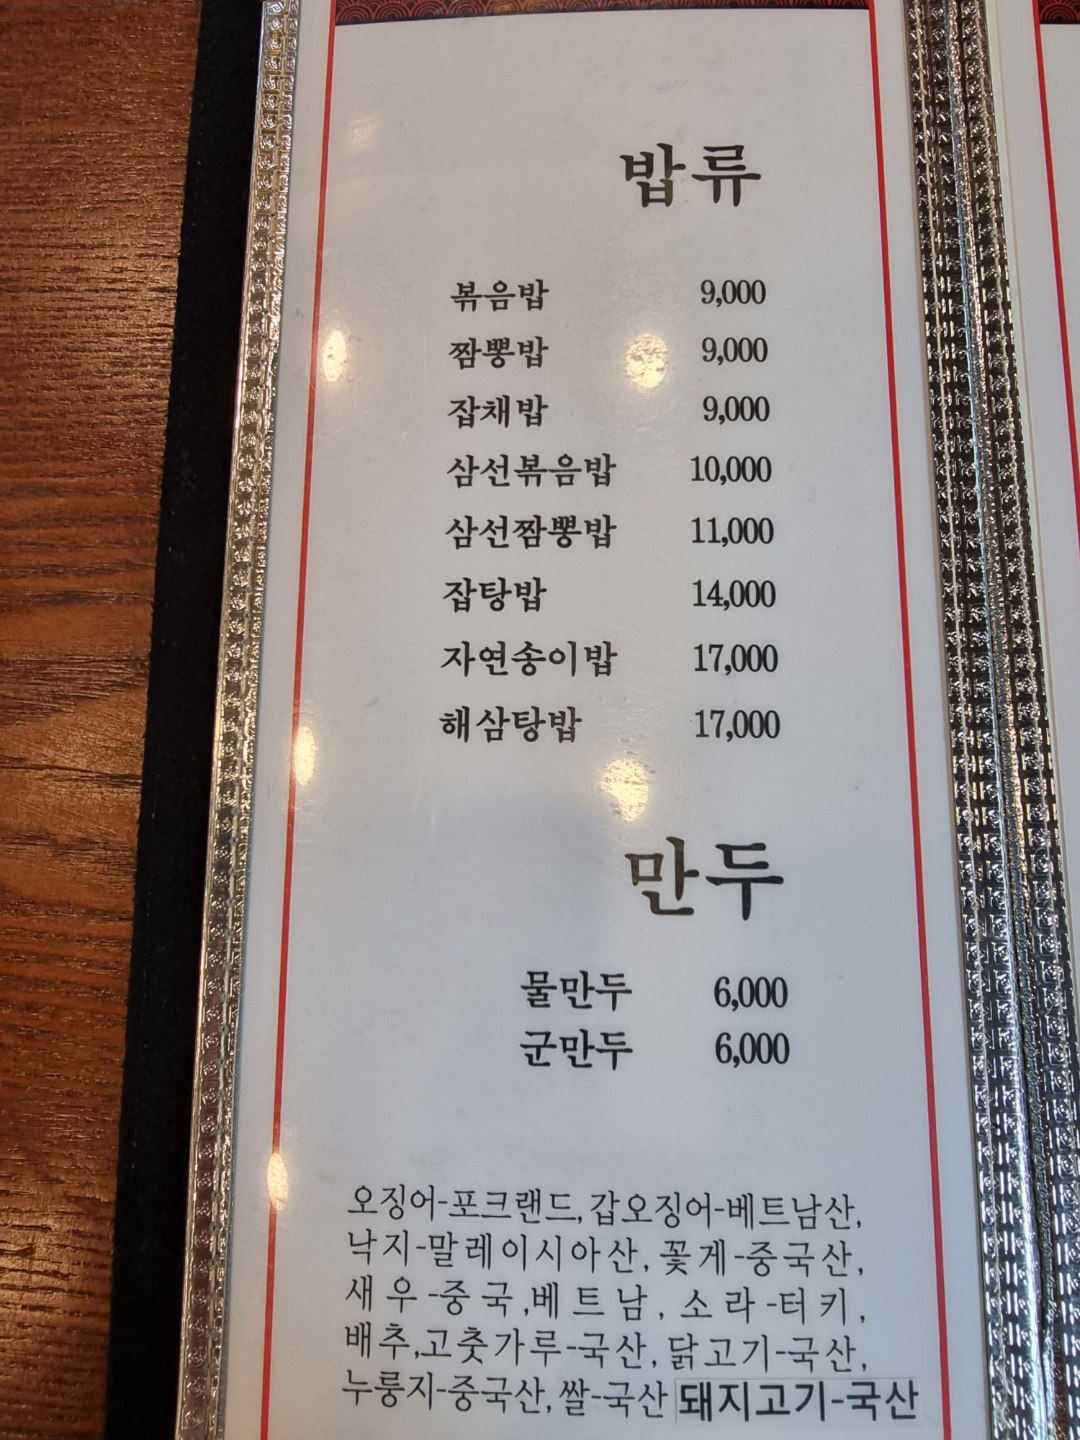 밥류
볶음밥 9,000
짬뽕밥 9,000
잡채밥 9,000
삼선볶음밥 10,000
삼선짬뽕밥 11,000
잡탕밥 14,000
자연송이밥 17,000
해삼탕밥 17,000
만두
물만두 6,000
군만두 6,000
오징어-포크랜드, 갑오징어-베트남산,
낙지-말레이시아산, 꽃게-중국산,
새우-중국,베트남, 소라-터키,
배추,고춧가루-국산, 닭고기-국산,
누룽지-중국산, 쌀-국산 돼지고기-국산